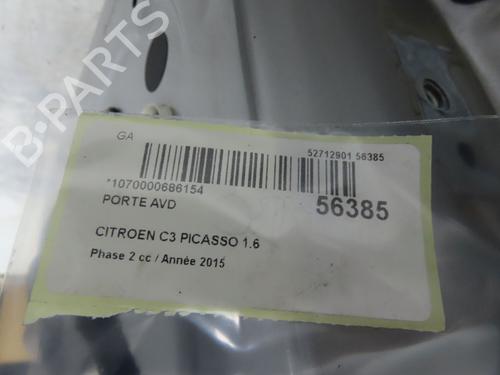 GA
52712901 56385
*1070000686154
PORTE AVD
56385
CITROEN C3 PICASSO 1.6
Phase 2 cc / Année 2015
B-PARTS